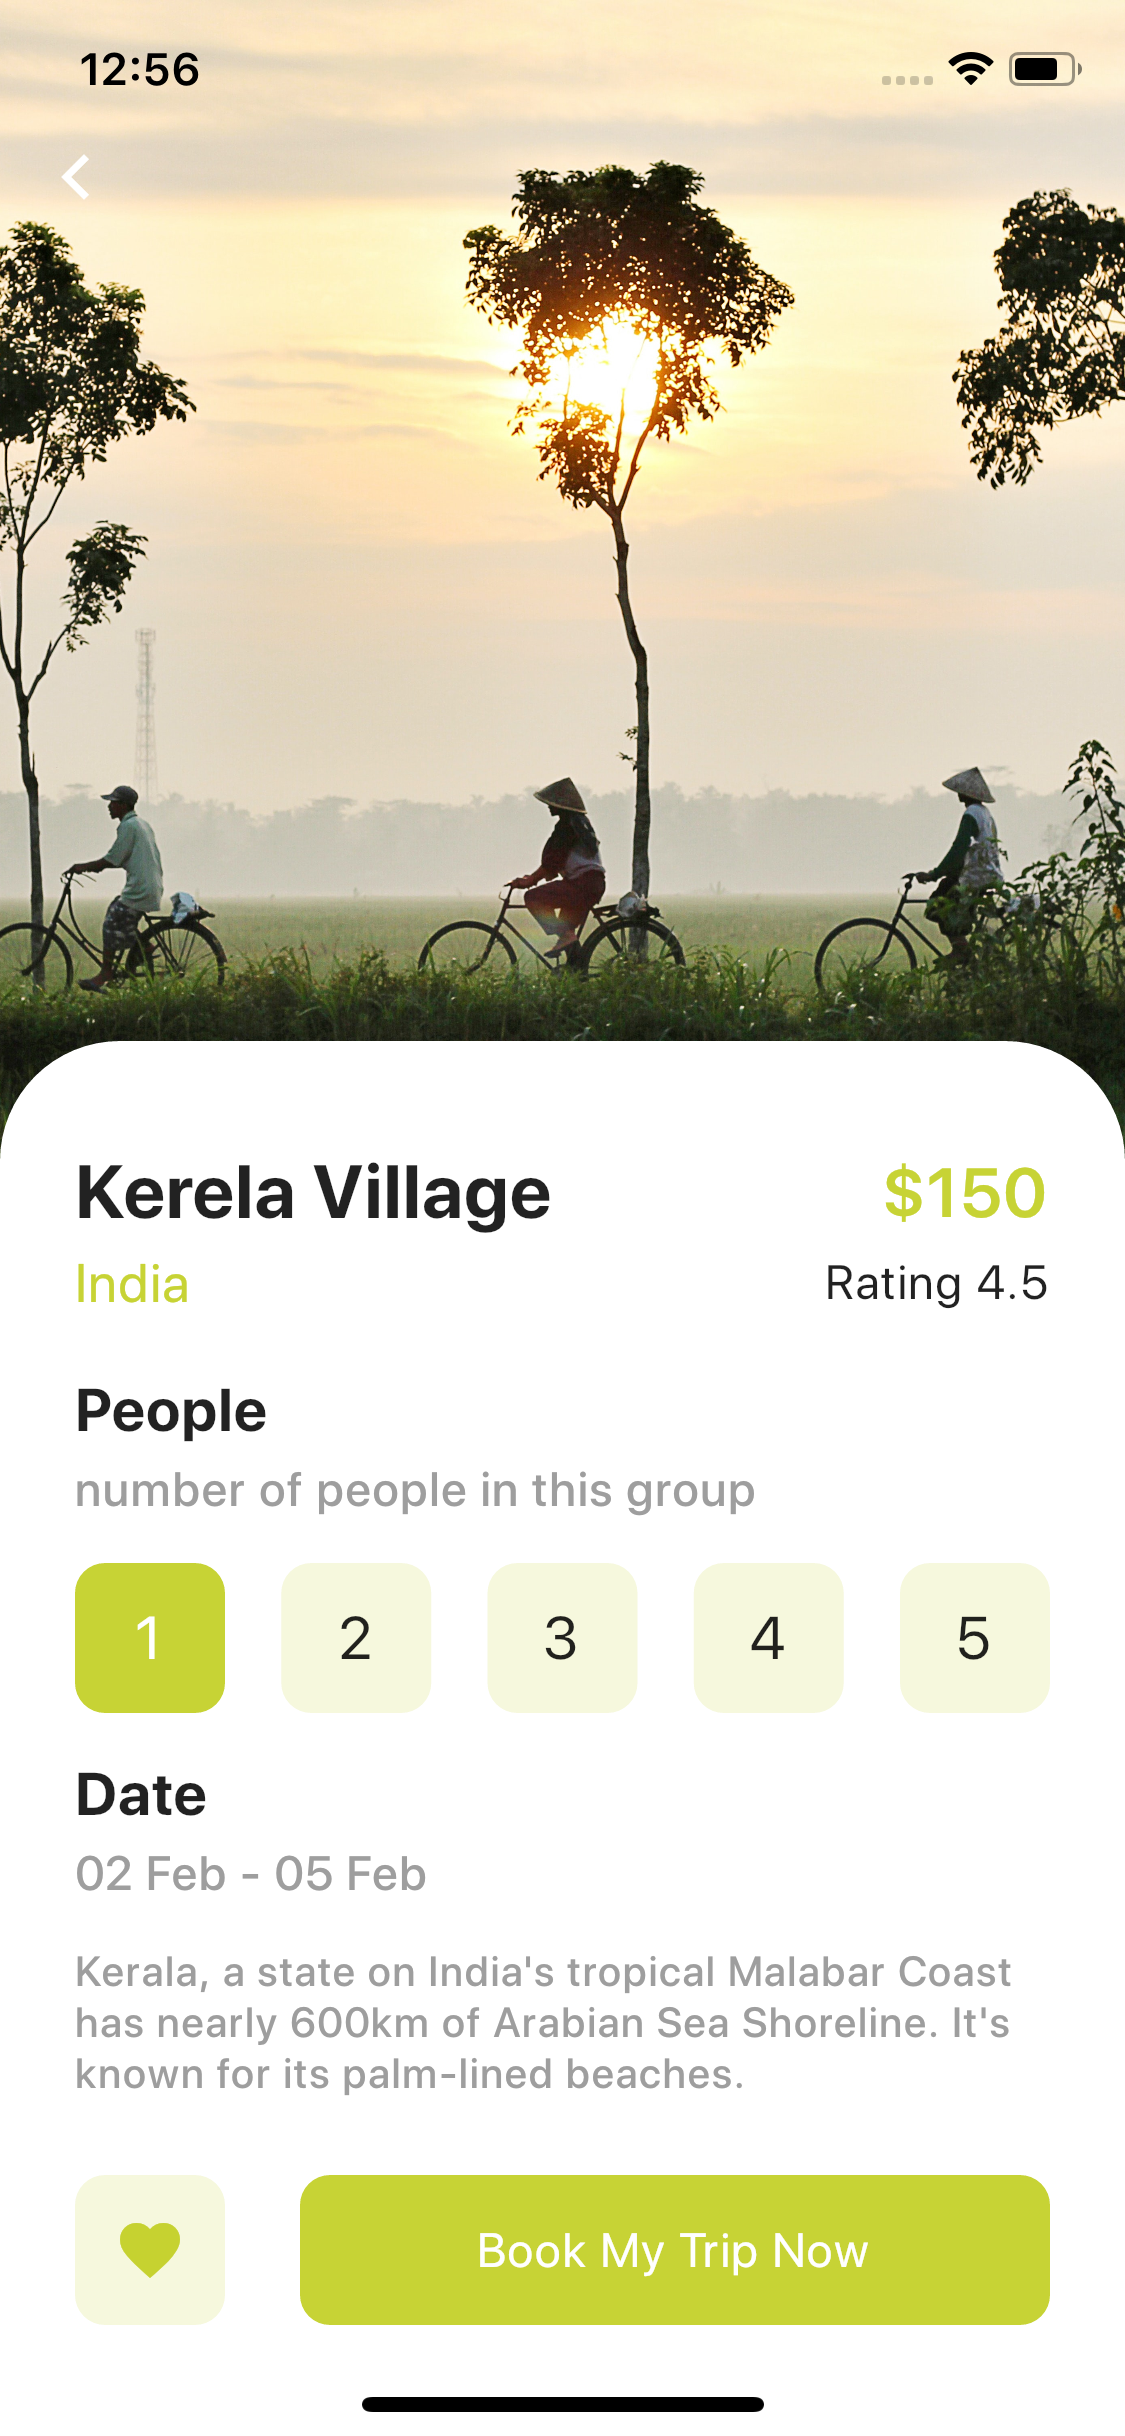 12:56
Kerela Village
$150
India
Rating 4.5
People
number of people in this group
1 2 3 4 5
Date
02 Feb - 05 Feb
Kerala, a state on India's tropical Malabar Coast
has nearly 600km of Arabian Sea Shoreline. It's
known for its palm-lined beaches.
Book My Trip Now